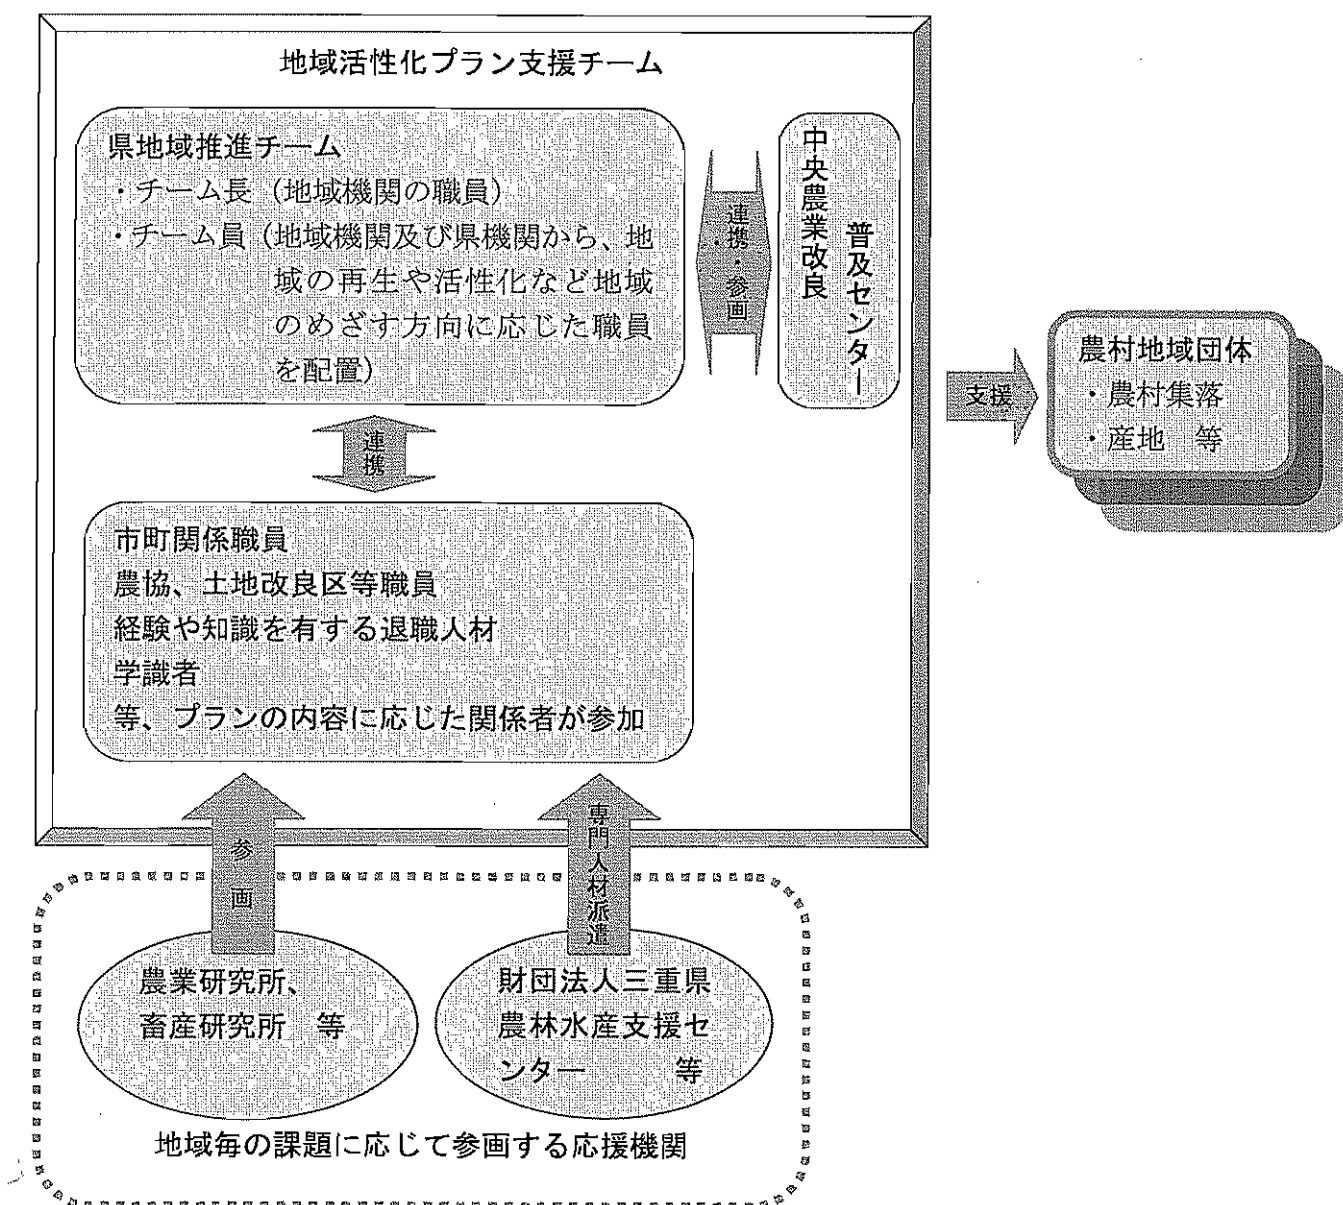 地域活性化プラン支援チーム
県地域推進チーム
・チーム長（地域機関の職員）
・チーム員（地域機関及び県機関から、地
域の再生や活性化など地域
のめざす方向に応じた職員
を配置）
連携・参画
中央農業改良
普及センター
連携
市町関係職員
農協、土地改良区等職員
経験や知識を有する退職人材
学識者
等、プランの内容に応じた関係者が参加
支援
農村地域団体
・農村集落
・産地　等
参画
専門人材派遣
農業研究所、
畜産研究所　等
財団法人三重県
農林水産支援セ
ンター　　等
地域毎の課題に応じて参画する応援機関